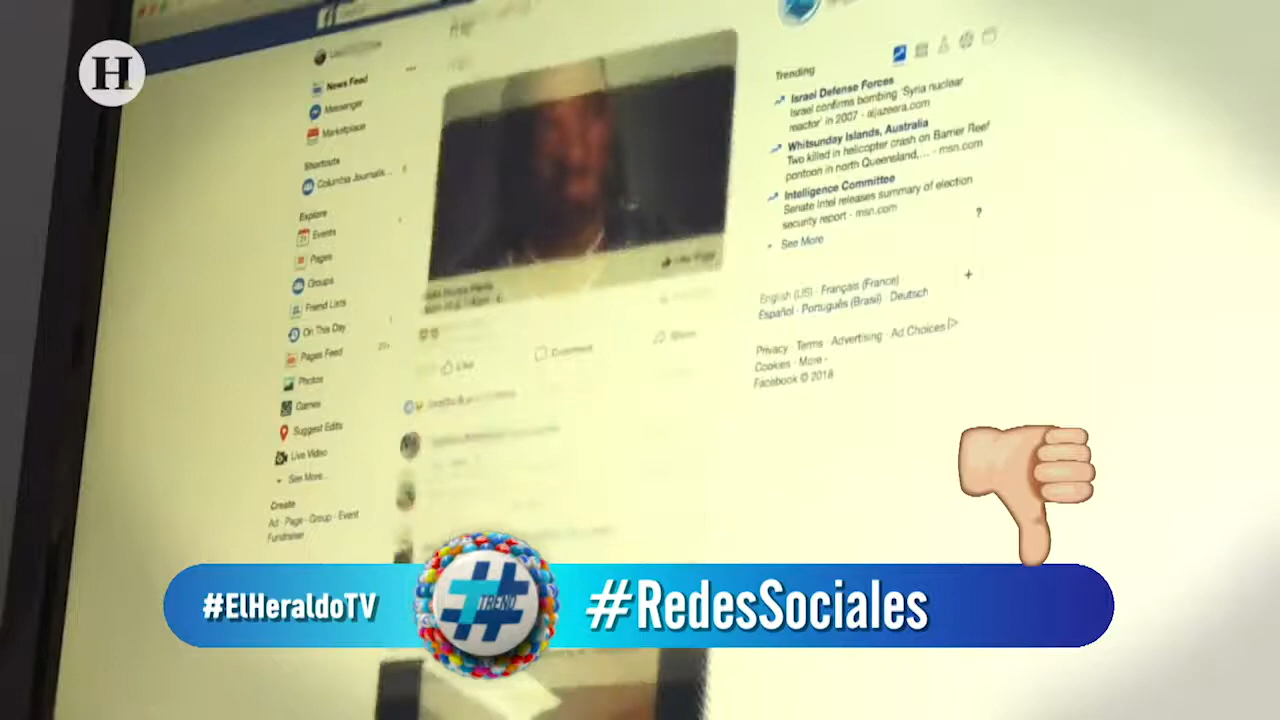 H
News Feed
Messenger
Marketplace
Shortcuts
Columbia Journalis...
Explore
Events
Pages
Groups
Friend Lists
On This Day
Pages Feed
20+
Photos
Games
Suggest Edits
Live Video
See More...
Create
Ad · Page · Group · Event
Fundraiser
Like
Comment
Share
Trending
Israel Defense Forces
Israel confirms bombing 'Syria nuclear
reactor' in 2007 - aljazeera.com
Whitsunday Islands, Australia
Two killed in helicopter crash on Barrier Reef
pontoon in north Queensland,... - msn.com
Intelligence Committee
Senate Intel releases summary of election
security report - msn.com
See More
?
+
English (US) · Français (France)
Español · Português (Brasil) · Deutsch
Privacy · Terms · Advertising · Ad Choices
Cookies · More
Facebook © 2018
#ElHeraldoTV
#TREND
#RedesSociales